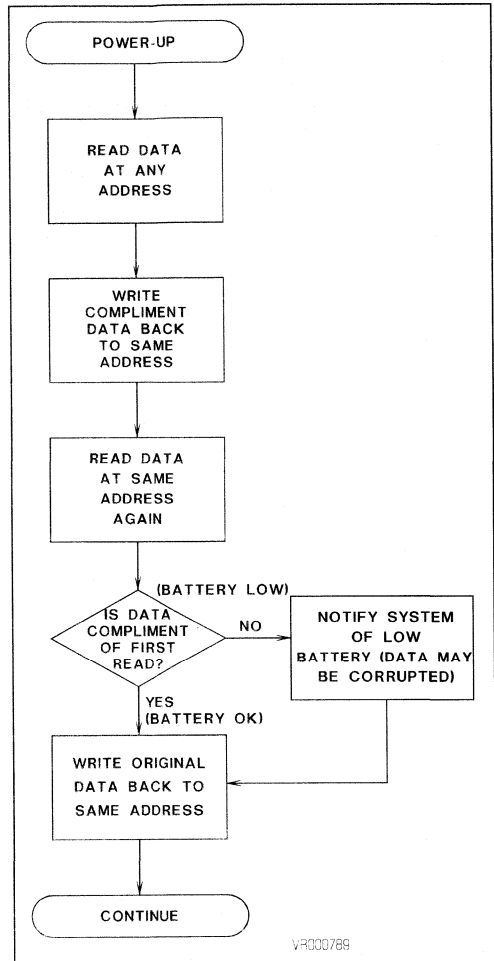 POWER-UP
READ DATA
AT ANY
ADDRESS
WRITE
COMPLIMENT
DATA BACK
TO SAME
ADDRESS
READ DATA
AT SAME
ADDRESS
AGAIN
(BATTERY LOW)
IS DATA
COMPLIMENT
OF FIRST
READ?
NO
NOTIFY SYSTEM
OF LOW
BATTERY (DATA MAY
BE CORRUPTED)
YES
(BATTERY OK)
WRITE ORIGINAL
DATA BACK TO
SAME ADDRESS
CONTINUE
VR000789